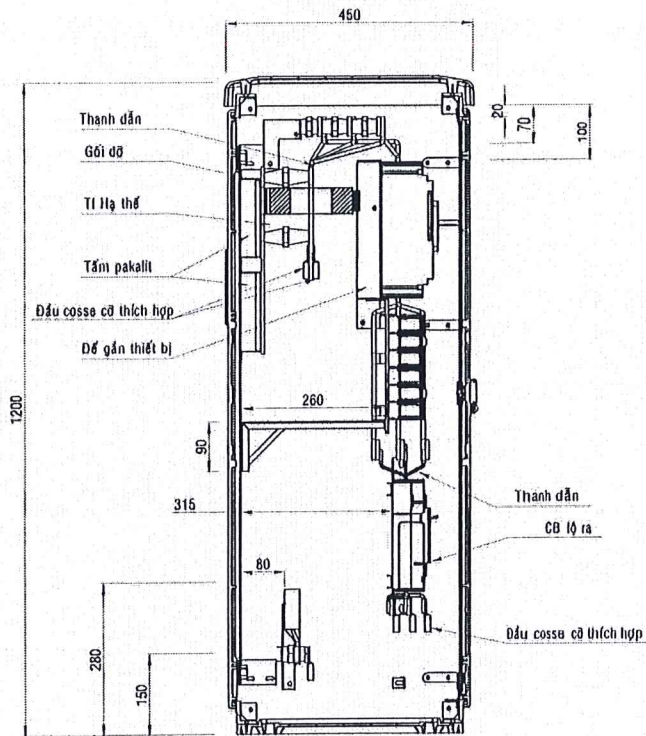 450
20
70
100
Thanh dẫn
Gối đỡ
TI Hạ thế
Tấm pakalit
Đầu cosse cỡ thích hợp
Đế gắn thiết bị
1200
260
90
315
Thanh dẫn
CB lộ ra
80
Đầu cosse cỡ thích hợp
280
150